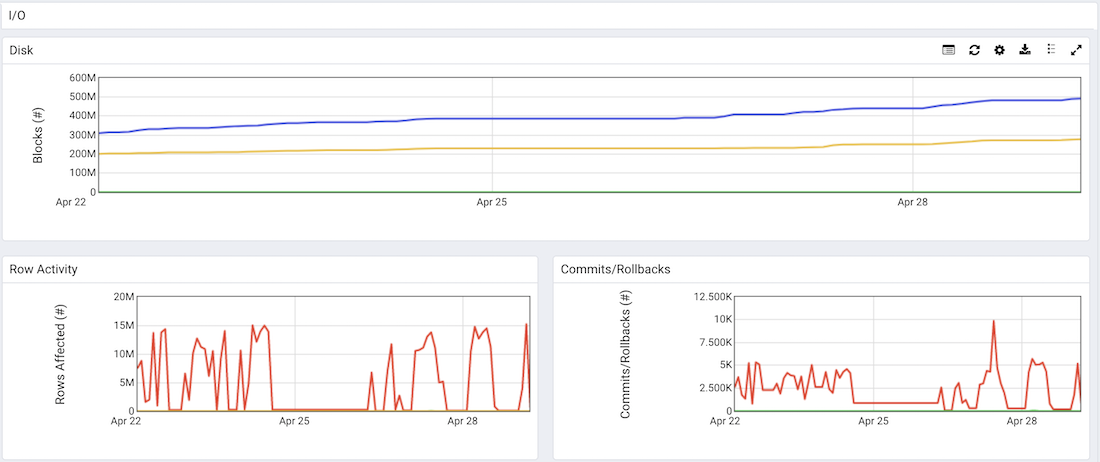 I/O
Disk
Blocks (#)
600M
500M
400M
300M
200M
100M
0
Apr 22 Apr 25 Apr 28
Row Activity
Rows Affected (#)
20M
15M
10M
5M
0
Apr 22 Apr 25 Apr 28
Commits/Rollbacks
Commits/Rollbacks (#)
12.500K
10K
7.500K
5K
2.500K
0
Apr 22 Apr 25 Apr 28